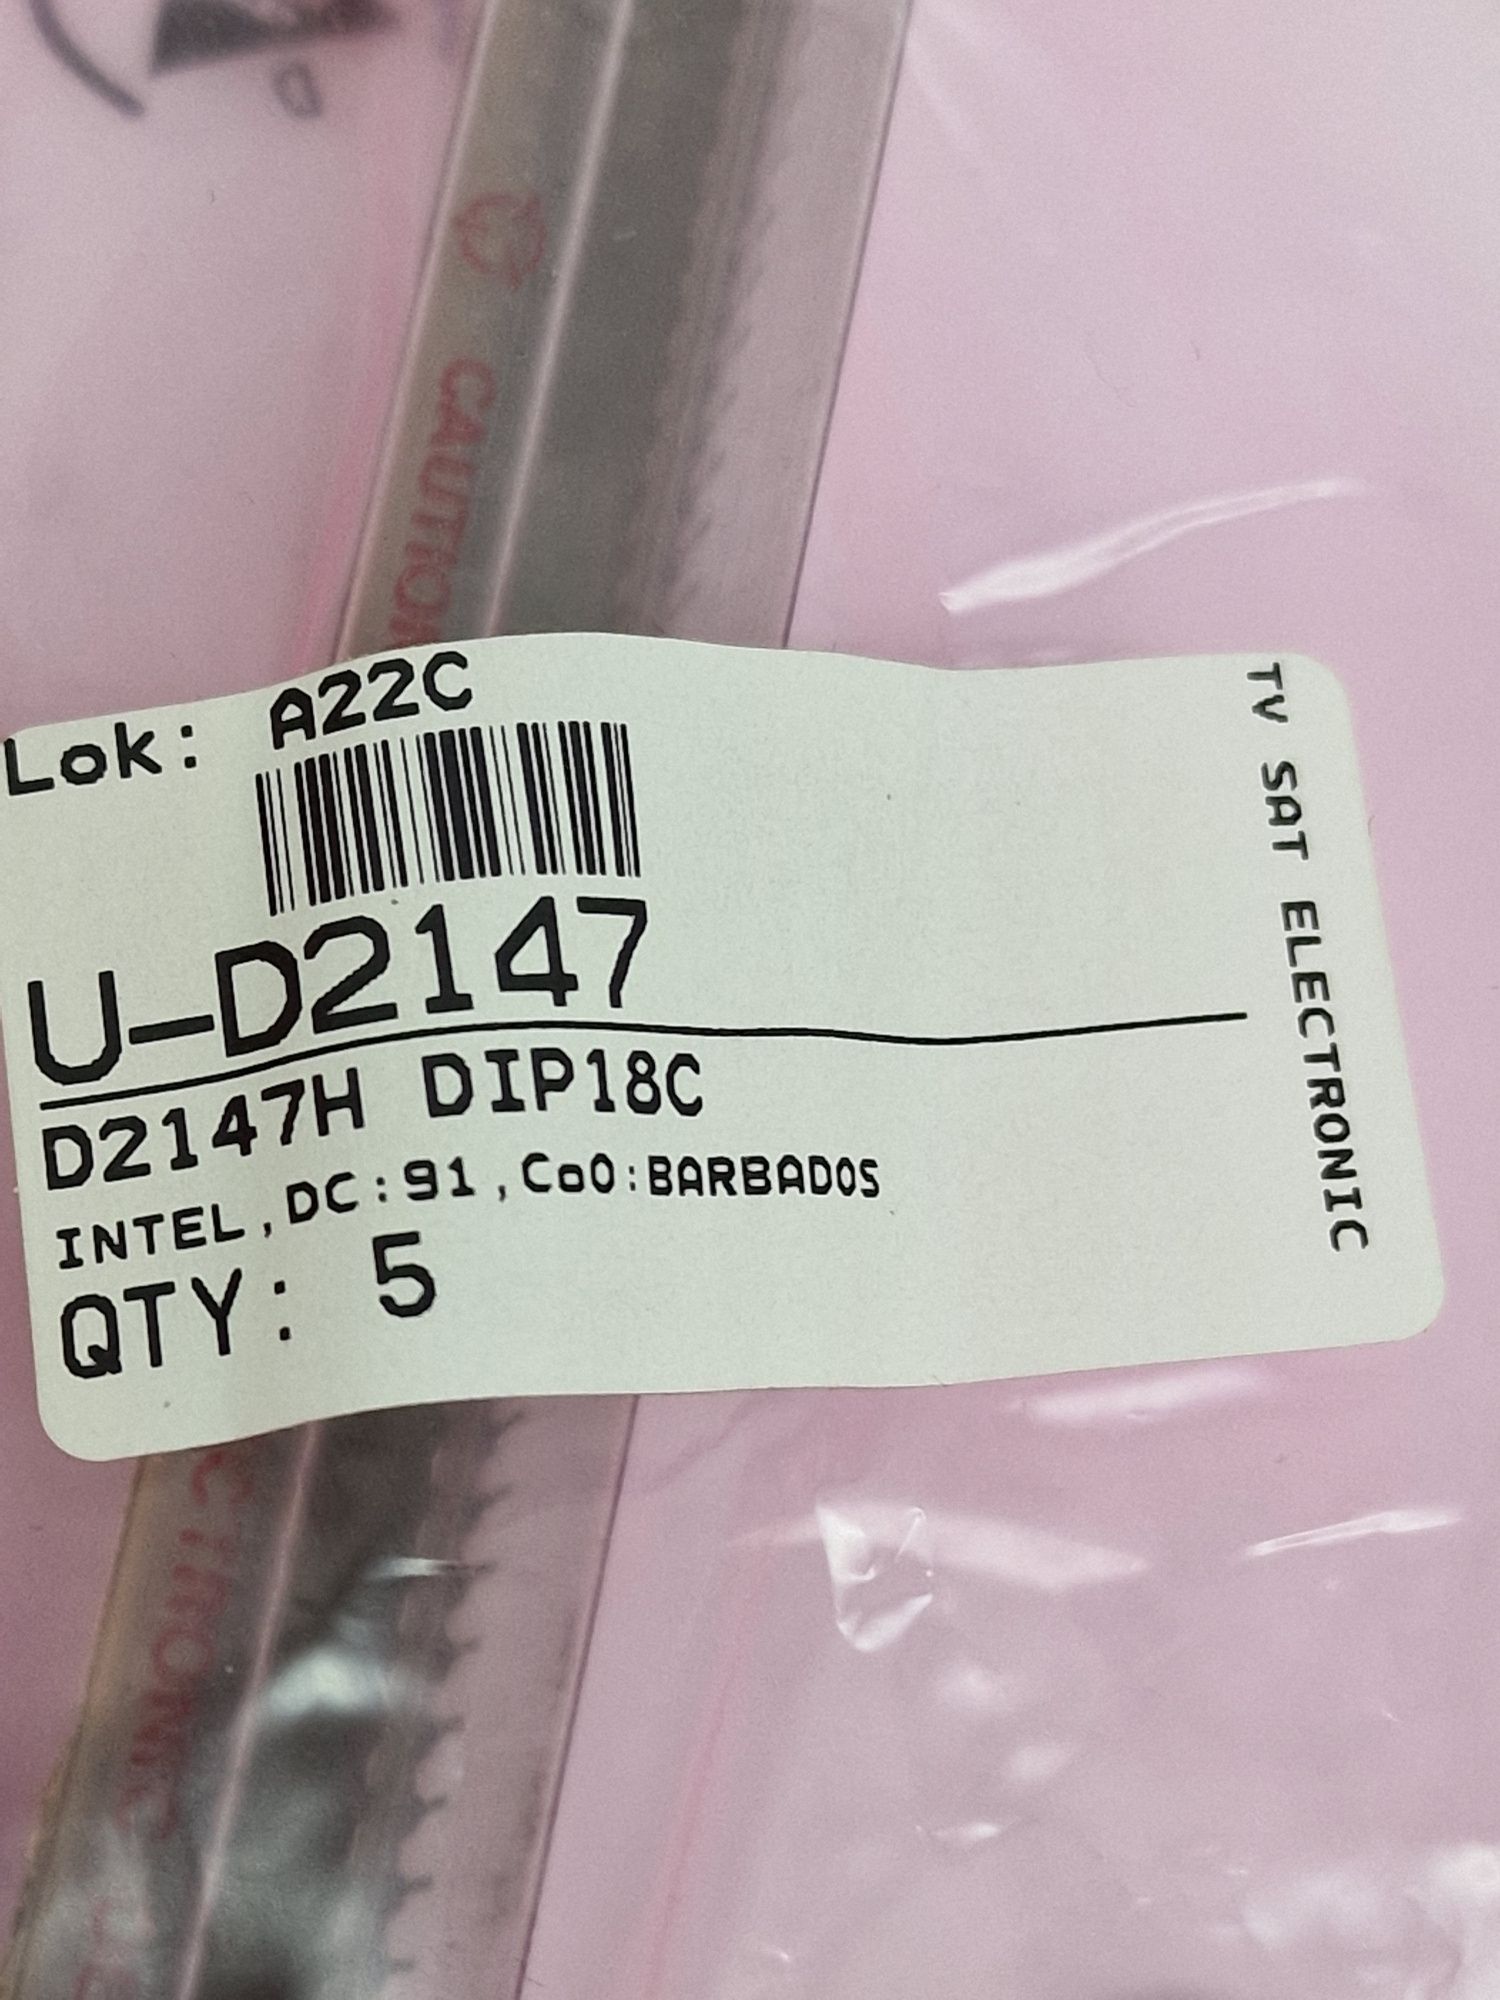 CAUTION
Lok: A22C
U-D2147
D2147H DIP18C
INTEL,DC:91,CoO:BARBADOS
QTY: 5
TV SAT ELECTRONIC